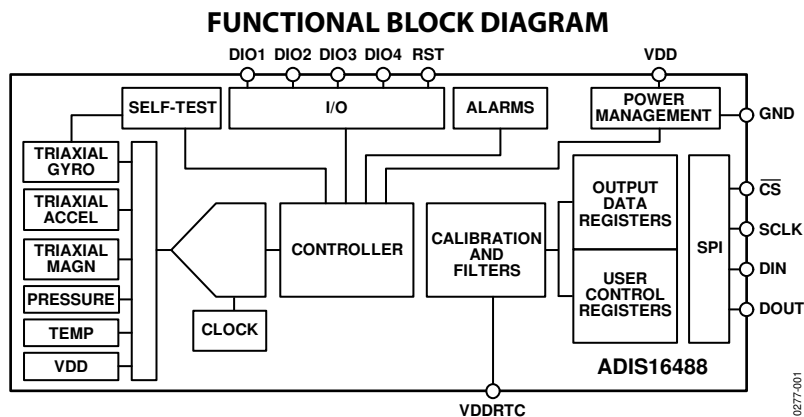 FUNCTIONAL BLOCK DIAGRAM
DIO1 DIO2 DIO3 DIO4 RST VDD
SELF-TEST
I/O
ALARMS
POWER
MANAGEMENT
GND
TRIAXIAL
GYRO
TRIAXIAL
ACCEL
TRIAXIAL
MAGN
PRESSURE
TEMP
VDD
CLOCK
CONTROLLER
CALIBRATION
AND
FILTERS
OUTPUT
DATA
REGISTERS
USER
CONTROL
REGISTERS
SPI
CS
SCLK
DIN
DOUT
ADIS16488
VDDRTC
0277-001